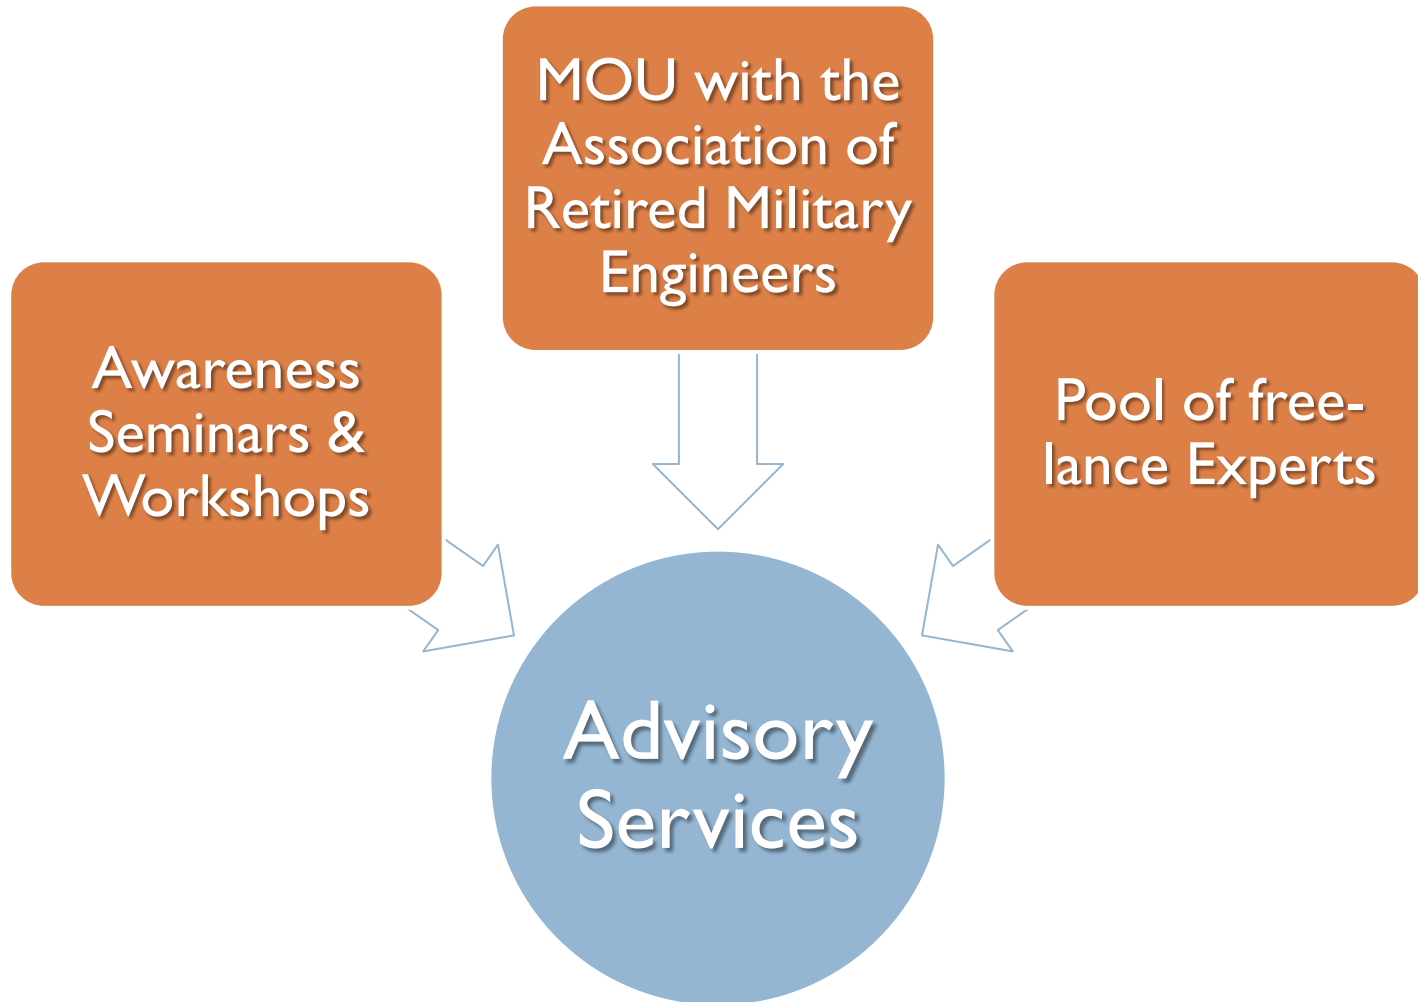 MOU with the
Association of
Retired Military
Engineers
Awareness
Seminars &
Workshops
Pool of free-
lance Experts
Advisory
Services